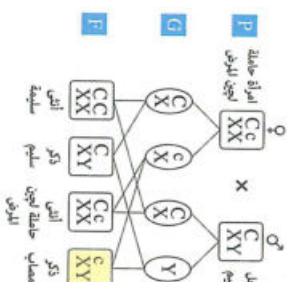 P
امرأة حاملة
لجين المرض
♀
Cc
XX
×
♂
C
XY
G
C
X
c
X
C
X
Y
F
CC
XX
أنثى
سليمة
C
XY
ذكر
سليم
Cc
XX
أنثى
حاملة لجين
المرض
c
XY
ذكر
مصاب